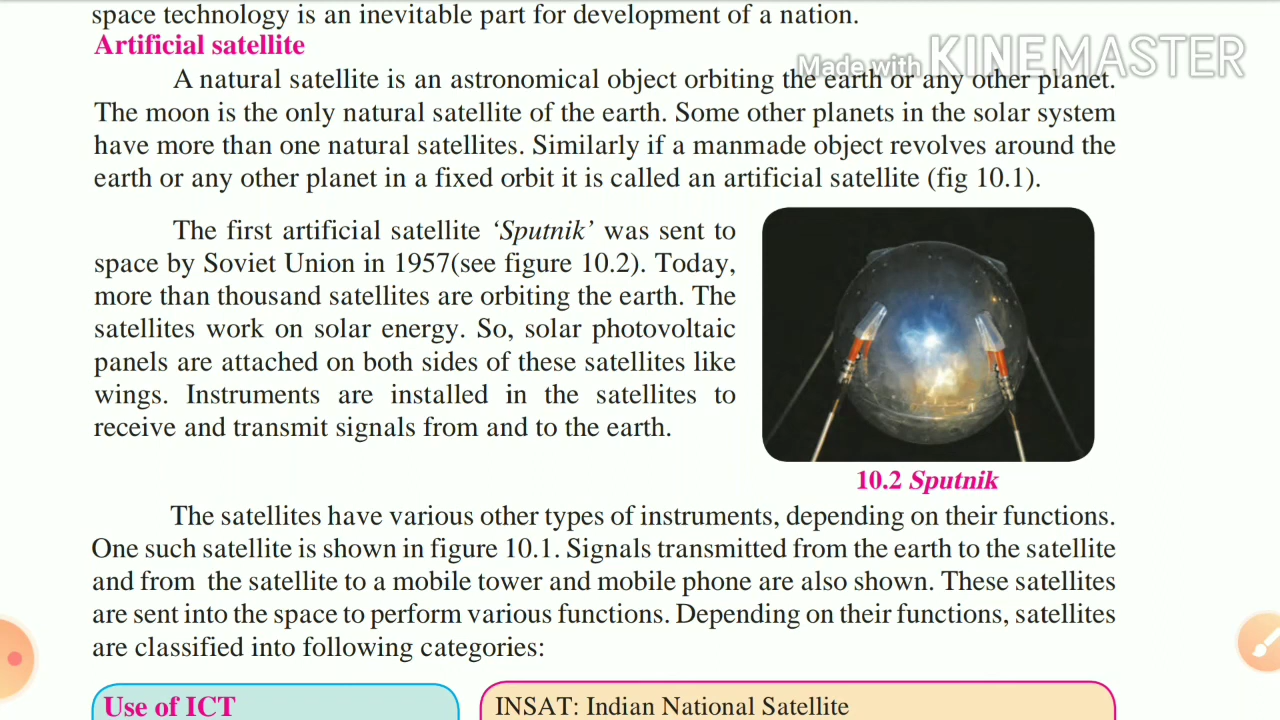 space technology is an inevitable part for development of a nation.
Artificial satellite
Made with KINEMASTER
A natural satellite is an astronomical object orbiting the earth or any other planet.
The moon is the only natural satellite of the earth. Some other planets in the solar system
have more than one natural satellites. Similarly if a manmade object revolves around the
earth or any other planet in a fixed orbit it is called an artificial satellite (fig 10.1).
The first artificial satellite ‘Sputnik’ was sent to
space by Soviet Union in 1957(see figure 10.2). Today,
more than thousand satellites are orbiting the earth. The
satellites work on solar energy. So, solar photovoltaic
panels are attached on both sides of these satellites like
wings. Instruments are installed in the satellites to
receive and transmit signals from and to the earth.
10.2 Sputnik
The satellites have various other types of instruments, depending on their functions.
One such satellite is shown in figure 10.1. Signals transmitted from the earth to the satellite
and from the satellite to a mobile tower and mobile phone are also shown. These satellites
are sent into the space to perform various functions. Depending on their functions, satellites
are classified into following categories:
Use of ICT
INSAT: Indian National Satellite